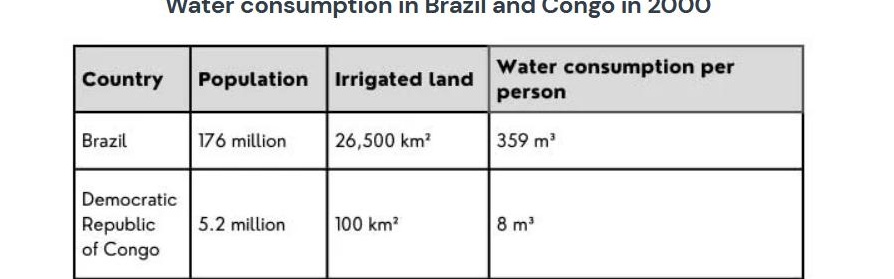 Water consumption in Brazil and Congo in 2000
Country Population Irrigated land Water consumption per
person
Brazil 176 million 26,500 km² 359 m³
Democratic
Republic 5.2 million 100 km² 8 m³
of Congo